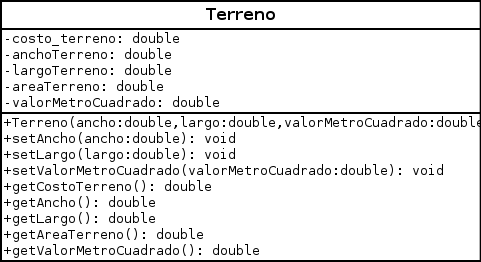 Terreno
-costo_terreno: double
-anchoTerreno: double
-largoTerreno: double
-areaTerreno: double
-valorMetroCuadrado: double
+Terreno(ancho:double,largo:double,valorMetroCuadrado:double
+setAncho(ancho:double): void
+setLargo(largo:double): void
+setValorMetroCuadrado(valorMetroCuadrado:double): void
+getCostoTerreno(): double
+getAncho(): double
+getLargo(): double
+getAreaTerreno(): double
+getValorMetroCuadrado(): double